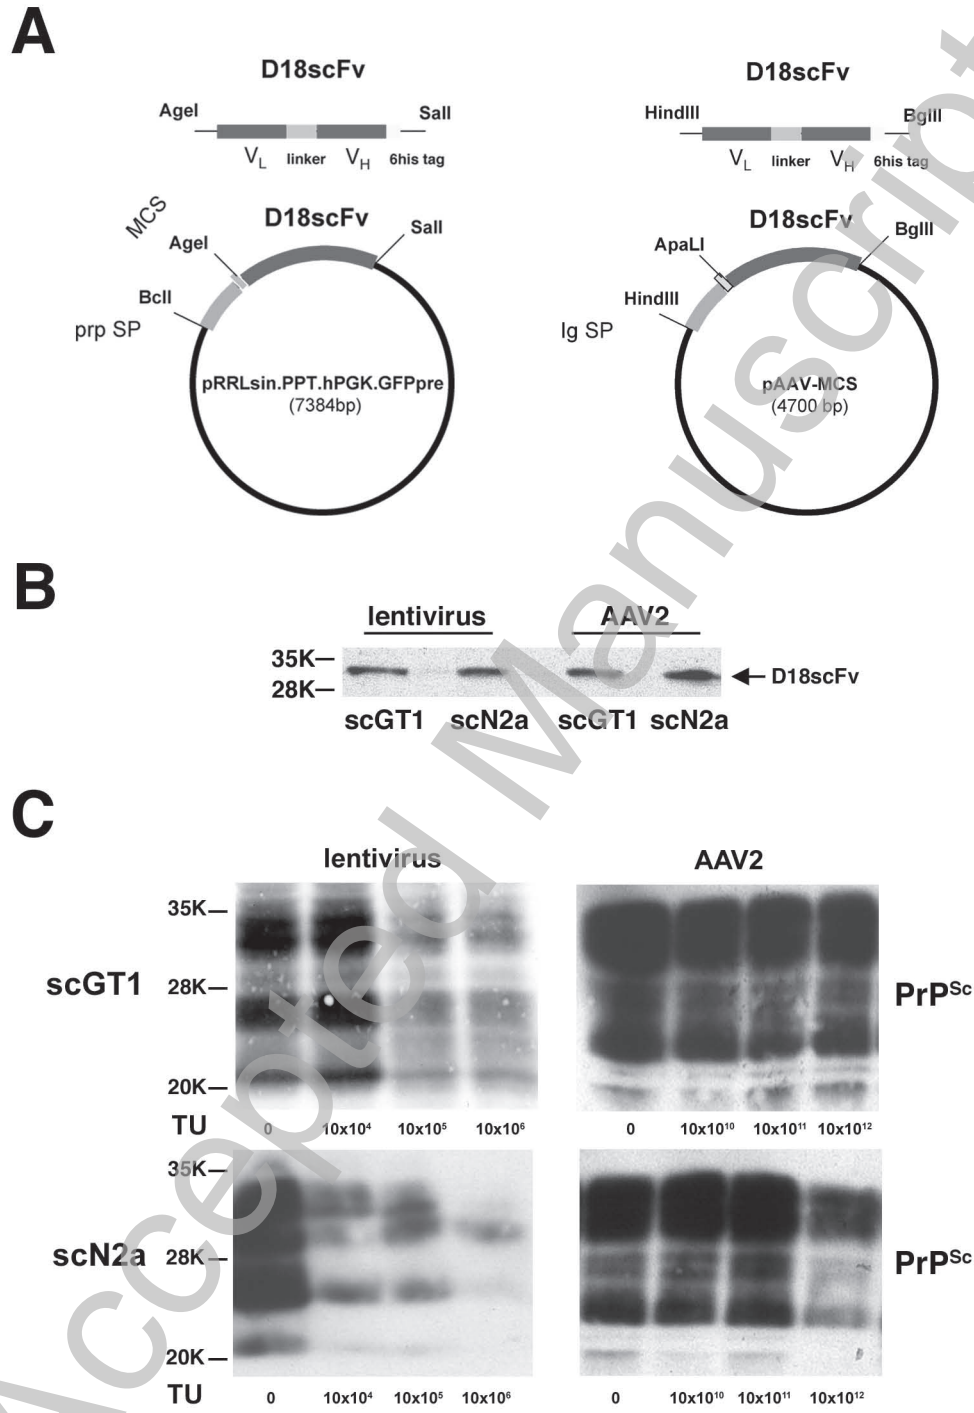 A
D18scFv
AgeI
SalI
VL linker VH 6his tag
MCS
D18scFv
AgeI
SalI
BclI
prp SP
pRRLsin.PPT.hPGK.GFPpre
(7384bp)
D18scFv
HindIII
BglII
VL linker VH 6his tag
D18scFv
ApaLI
BglII
HindIII
Ig SP
pAAV-MCS
(4700 bp)
B
lentivirus AAV2
35K
28K
D18scFv
scGT1 scN2a scGT1 scN2a
C
lentivirus AAV2
scGT1
35K
28K
20K
PrPSc
TU 0 10x10⁴ 10x10⁵ 10x10⁶ 0 10x10¹⁰ 10x10¹¹ 10x10¹²
scN2a
35K
28K
20K
PrPSc
TU 0 10x10⁴ 10x10⁵ 10x10⁶ 0 10x10¹⁰ 10x10¹¹ 10x10¹²
Accepted Manuscript